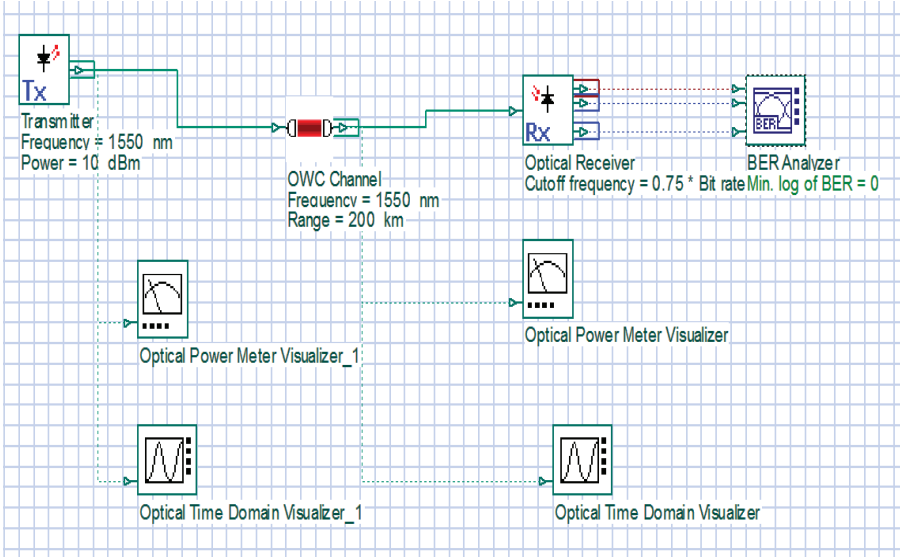 Tx
Transmitter
Frequency = 1550 nm
Power = 10 dBm
OWC Channel
Frequency = 1550 nm
Range = 200 km
Rx
Optical Receiver
Cutoff frequency = 0.75 * Bit rate
BER
BER Analyzer
Min. log of BER = 0
Optical Power Meter Visualizer_1
Optical Power Meter Visualizer
Optical Time Domain Visualizer_1
Optical Time Domain Visualizer